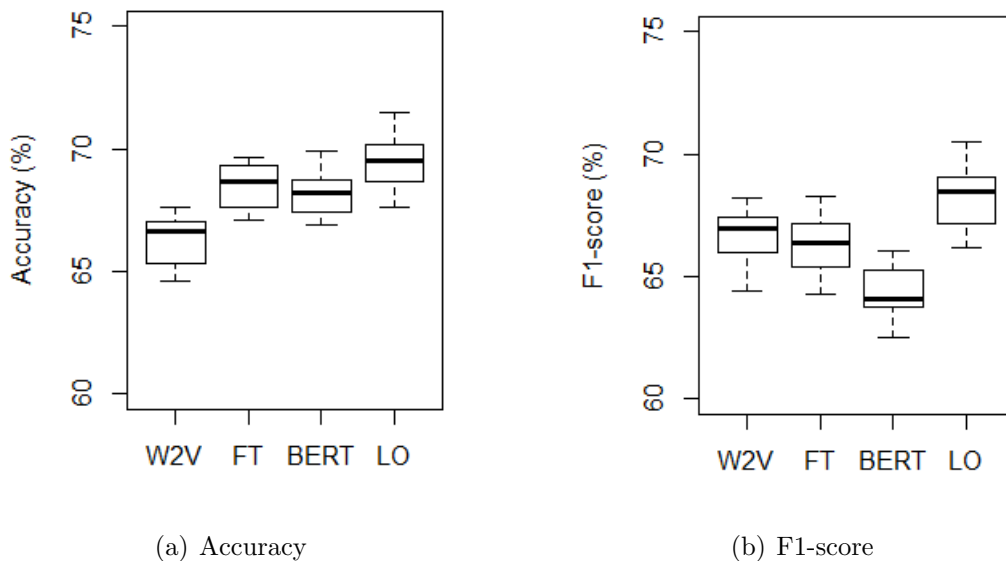 Accuracy (%)
75
70
65
60
W2V FT BERT LO
(a) Accuracy
F1-score (%)
75
70
65
60
W2V FT BERT LO
(b) F1-score